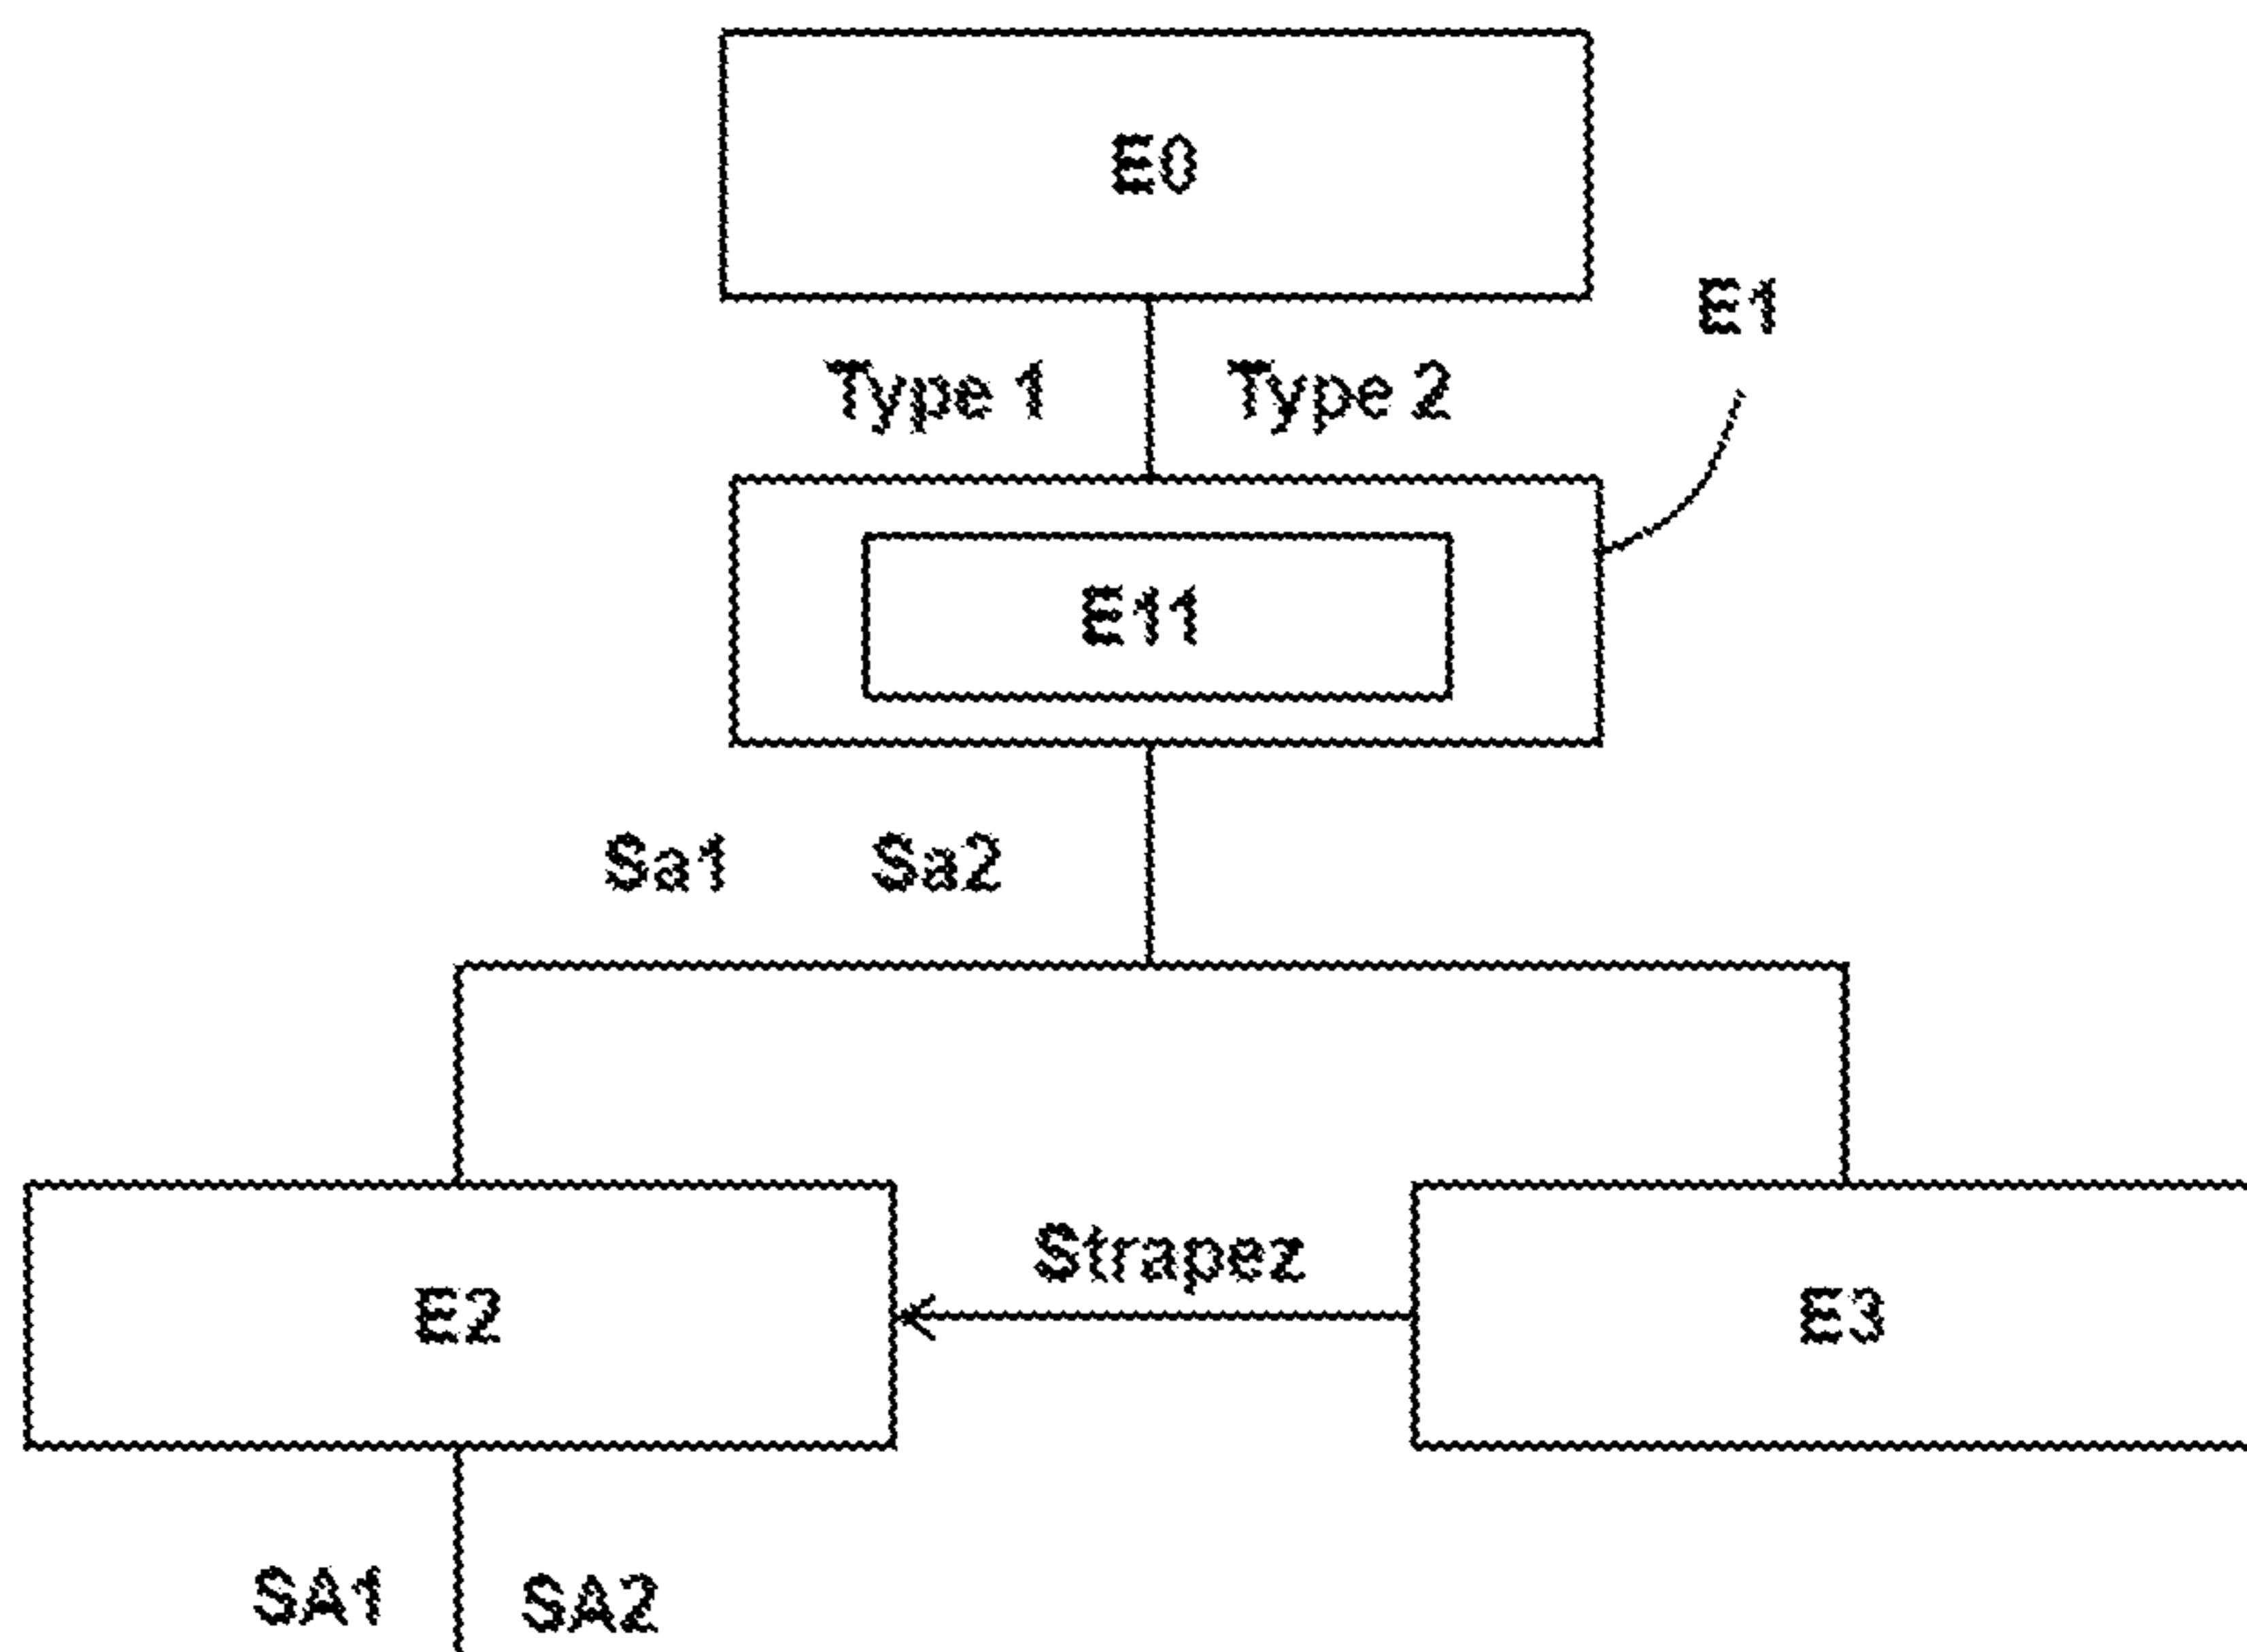 E0
E1
Type 1 Type 2
E11
Sa1 Sa2
Strapez
E2 E3
SA1 SA2